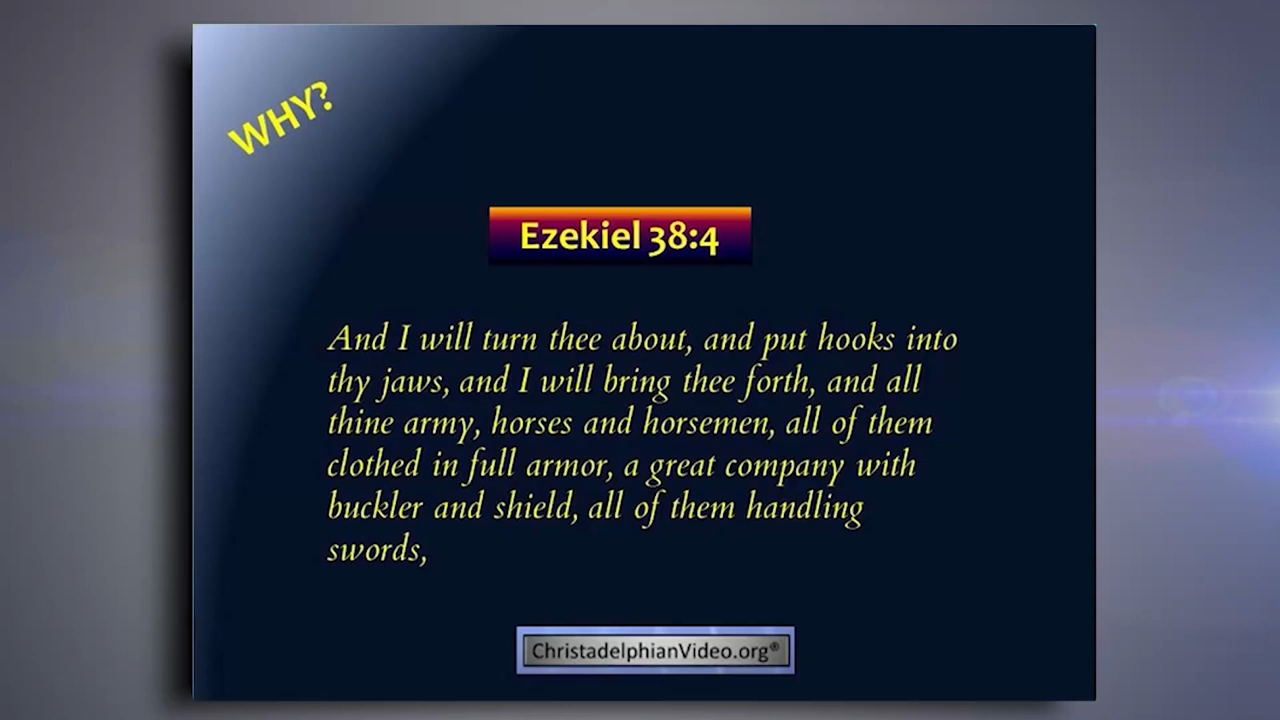 WHY?
Ezekiel 38:4
And I will turn thee about, and put hooks into
thy jaws, and I will bring thee forth, and all
thine army, horses and horsemen, all of them
clothed in full armor, a great company with
buckler and shield, all of them handling
swords,
ChristadelphianVideo.org®